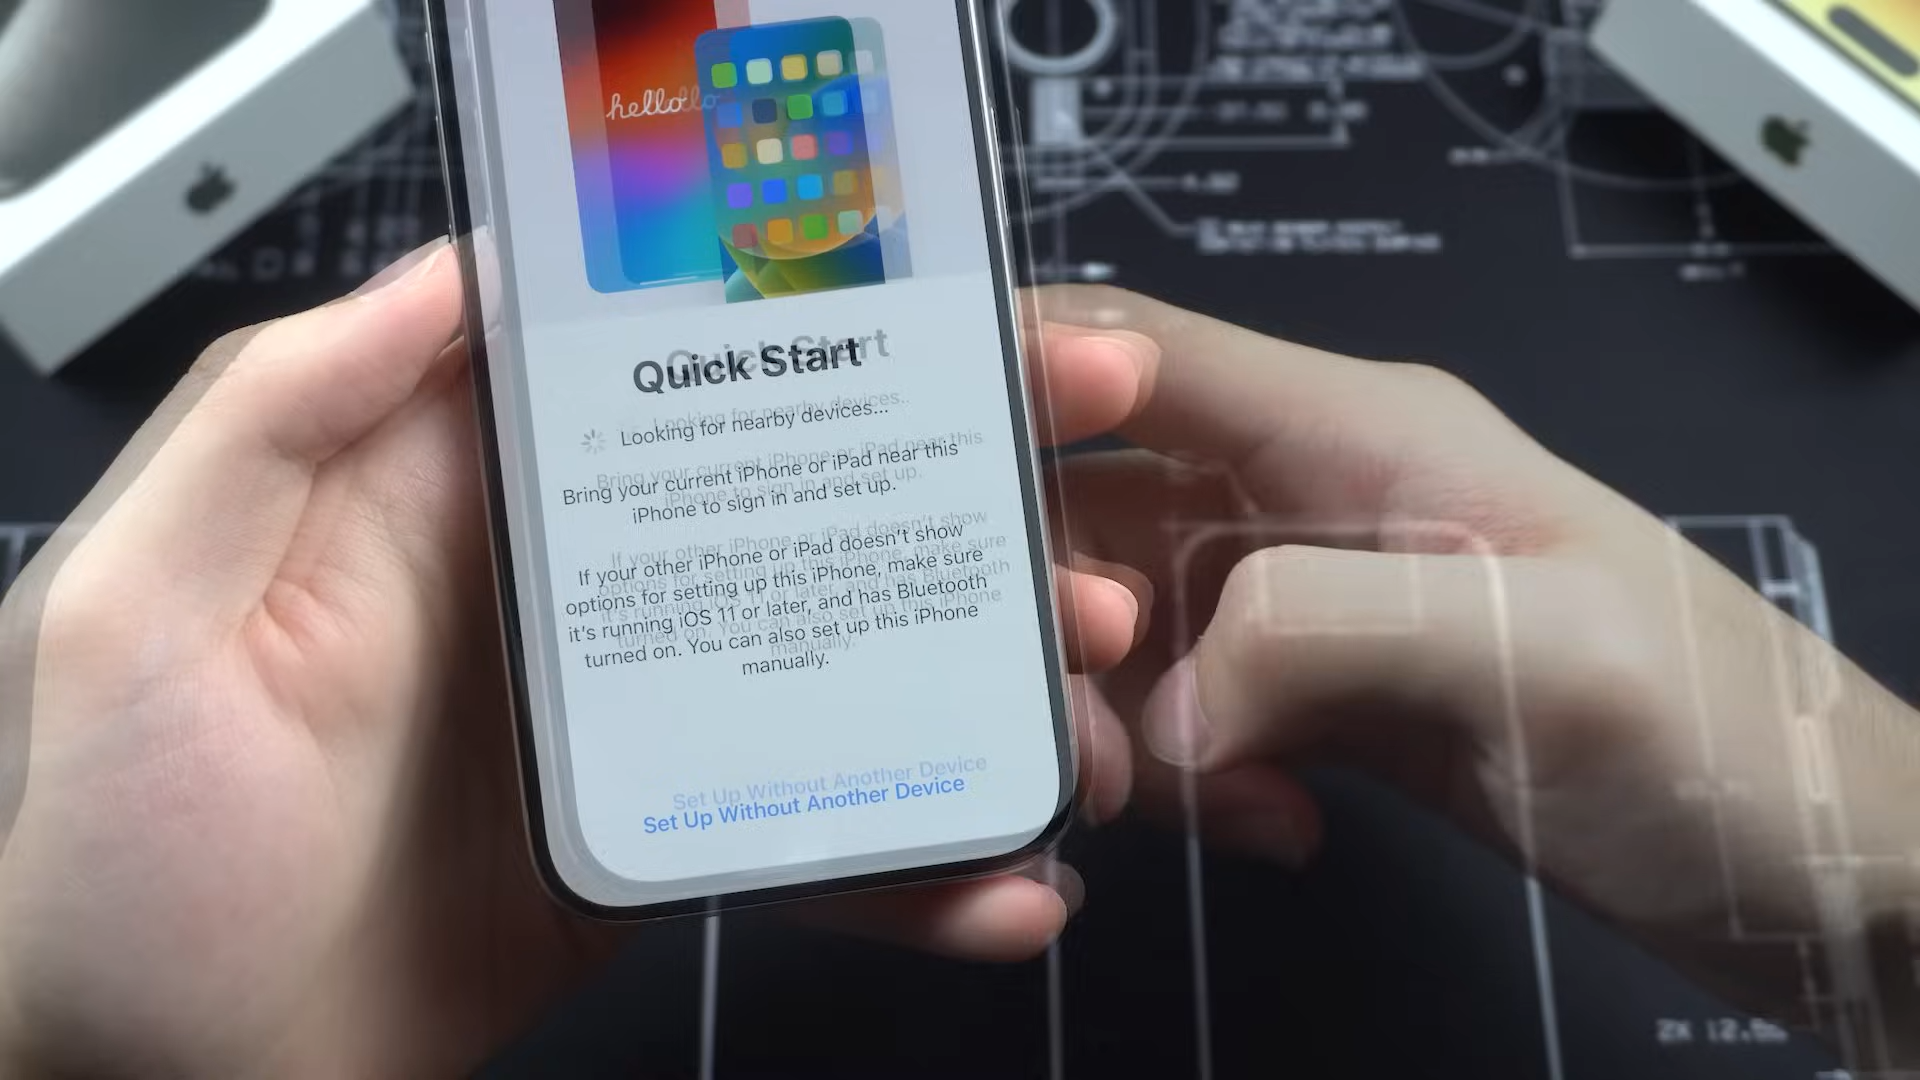 hello
Quick Start
Looking for nearby devices...
Bring your current iPhone or iPad near this
iPhone to sign in and set up.
If your other iPhone or iPad doesn't show
options for setting up this iPhone, make sure
it's running iOS 11 or later, and has Bluetooth
turned on. You can also set up this iPhone
manually.
Set Up Without Another Device